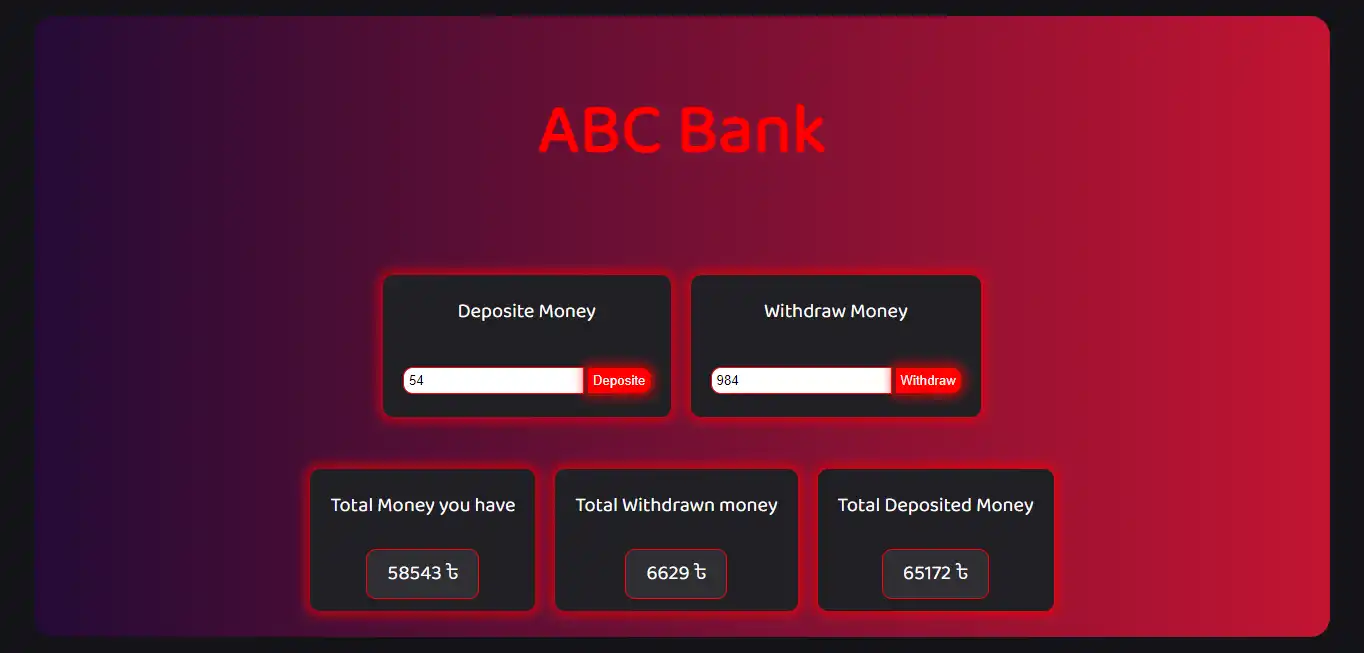 ABC Bank
Deposite Money
Withdraw Money
54
Deposite
984
Withdraw
Total Money you have
Total Withdrawn money
Total Deposited Money
58543 ৳
6629 ৳
65172 ৳